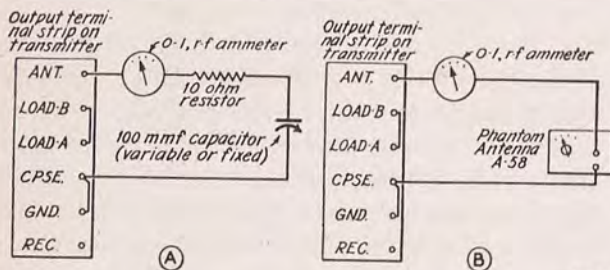 Output termi-
nal strip on
transmitter
0-1, r-f ammeter
ANT.
10 ohm
resistor
LOAD-B
LOAD-A
100 mmf capacitor
(variable or fixed)
CPSE.
GND.
REC.
A
Output termi-
nal strip on
transmitter
0-1, r-f ammeter
ANT.
LOAD-B
LOAD-A
Phantom
Antenna
A-58
CPSE.
GND.
REC.
B